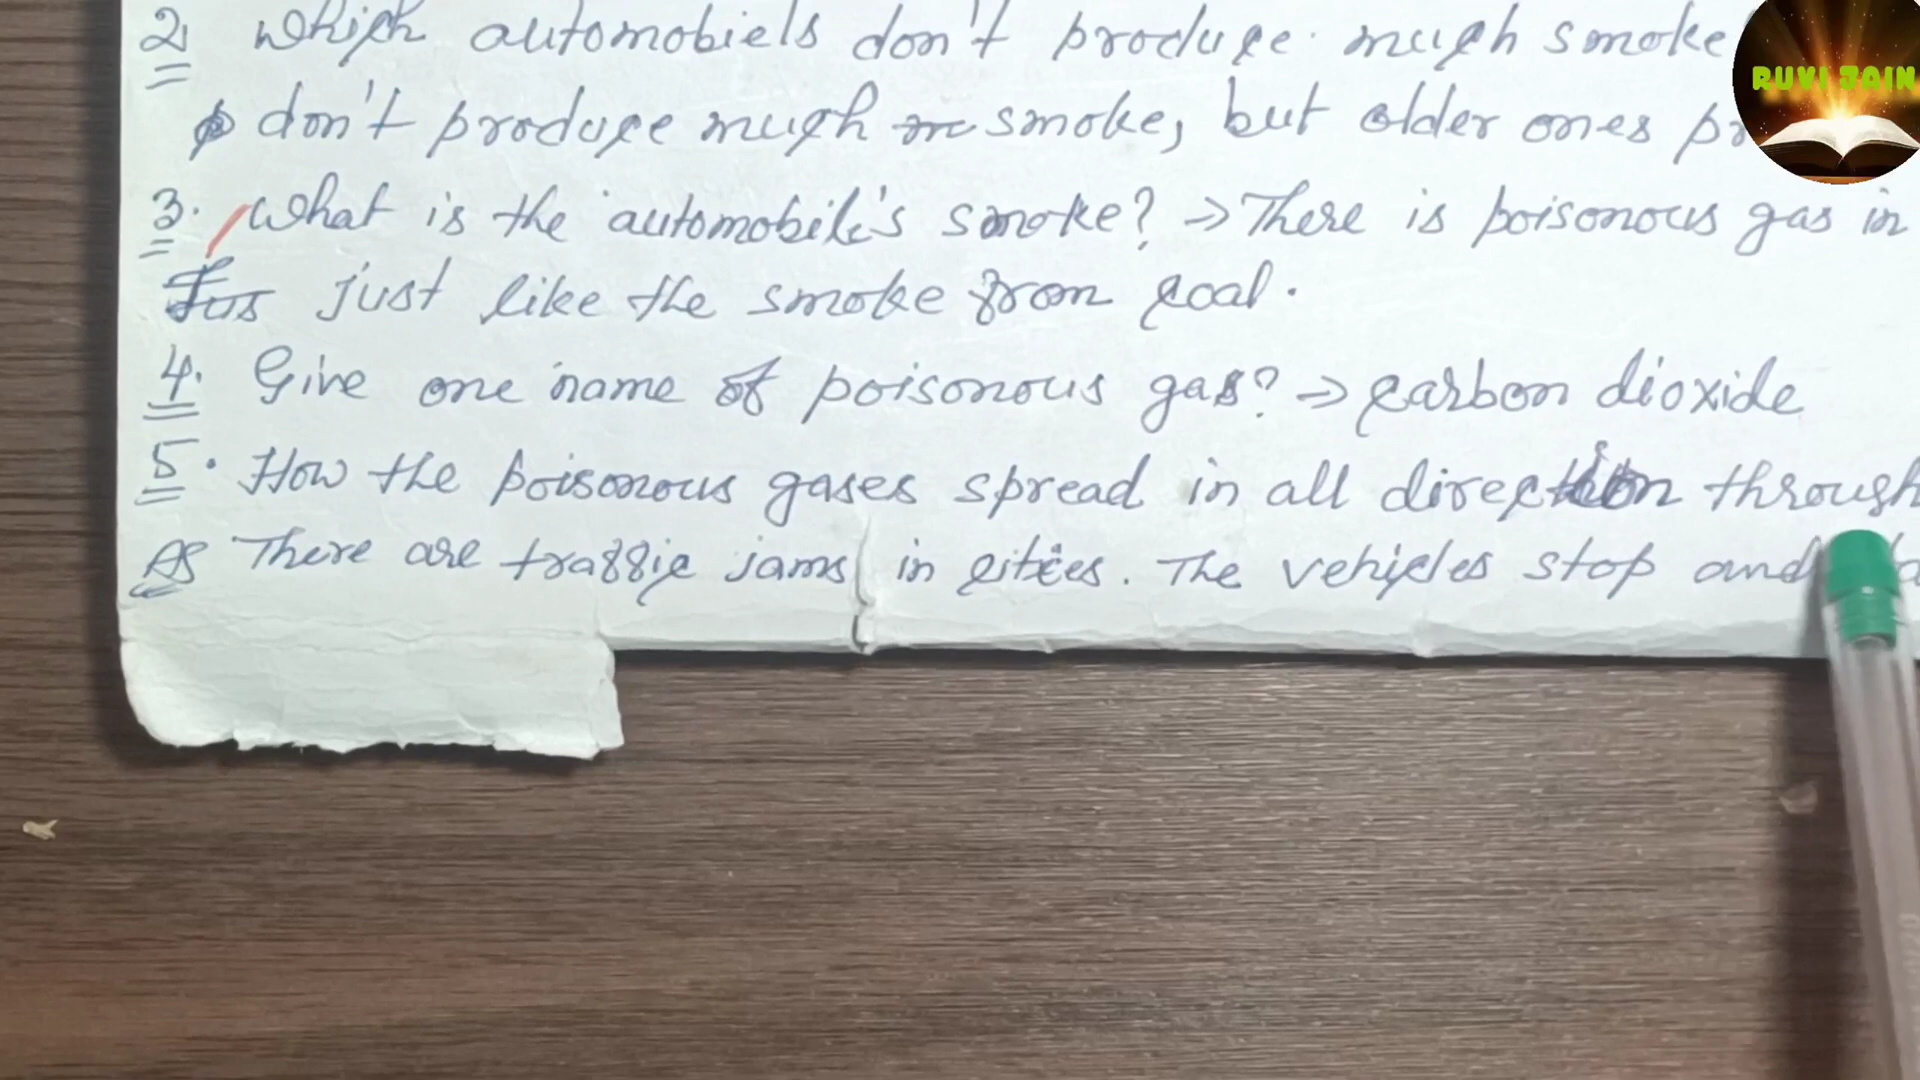 2 Which automobiels don't produce much smoke
RUVI JAIN
don't produce much smoke, but older ones
3. What is the automobile's smoke? → There is poisonous gas in
just like the smoke from coal.
4. Give one name of poisonous gas? → carbon dioxide
5. How the poisonous gases spread in all direction through
As There are traffic jams in cities. The vehicles stop and